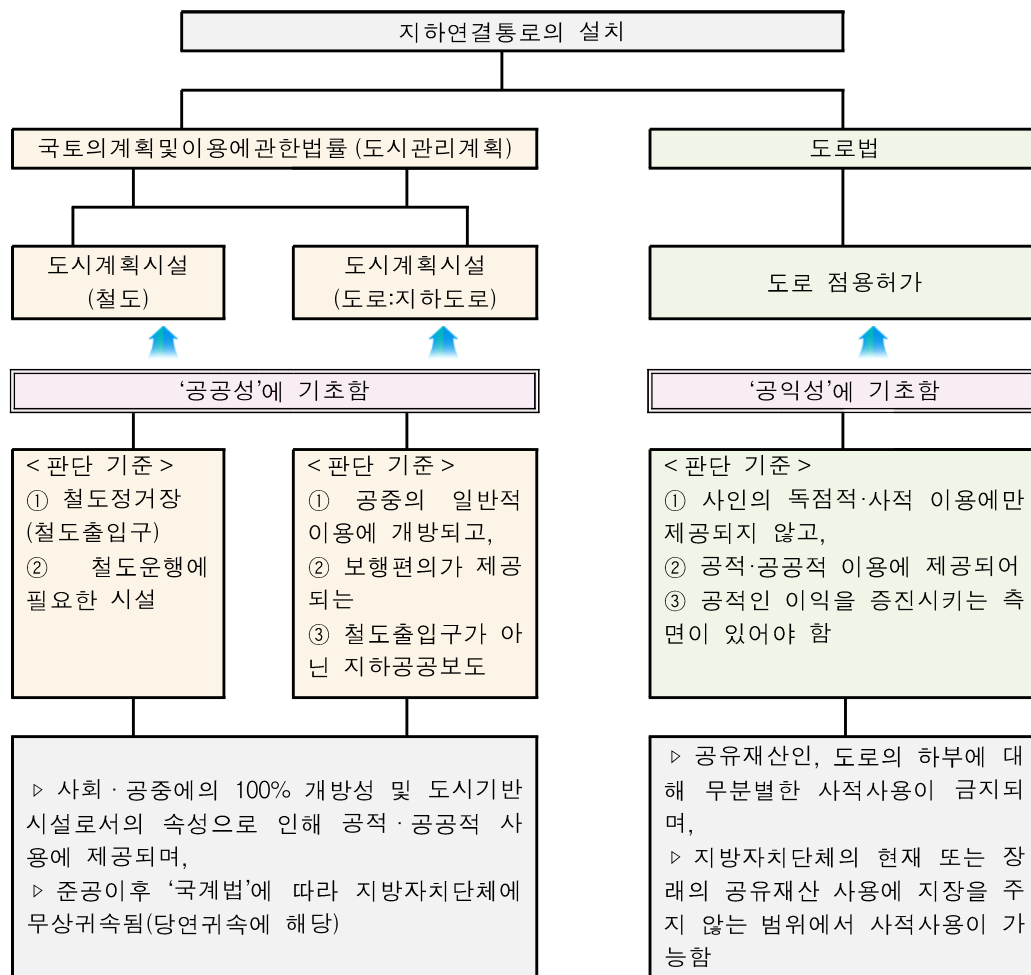 지하연결통로의 설치
국토의계획및이용에관한법률(도시관리계획)
도로법
도시계획시설
(철도)
도시계획시설
(도로:지하도로)
도로 점용허가
‘공공성’에 기초함
‘공익성’에 기초함
<판단 기준>
① 철도정거장
(철도출입구)
② 철도운행에
필요한 시설
<판단 기준>
① 공중의 일반적
이용에 개방되고,
② 보행편의가 제공
되는
③ 철도출입구가 아
닌 지하공공보도
<판단 기준>
① 사인의 독점적·사적 이용에만
제공되지 않고,
② 공적·공공적 이용에 제공되어
③ 공적인 이익을 증진시키는 측
면이 있어야 함
▷ 사회·공중에의 100% 개방성 및 도시기반
시설로서의 속성으로 인해 공적·공공적 사
용에 제공되며,
▷ 준공이후 ‘국계법’에 따라 지방자치단체에
무상귀속됨(당연귀속에 해당)
▷ 공유재산인, 도로의 하부에 대
해 무분별한 사적사용이 금지되
며,
▷ 지방자치단체의 현재 또는 장
래의 공유재산 사용에 지장을 주
지 않는 범위에서 사적사용이 가
능함